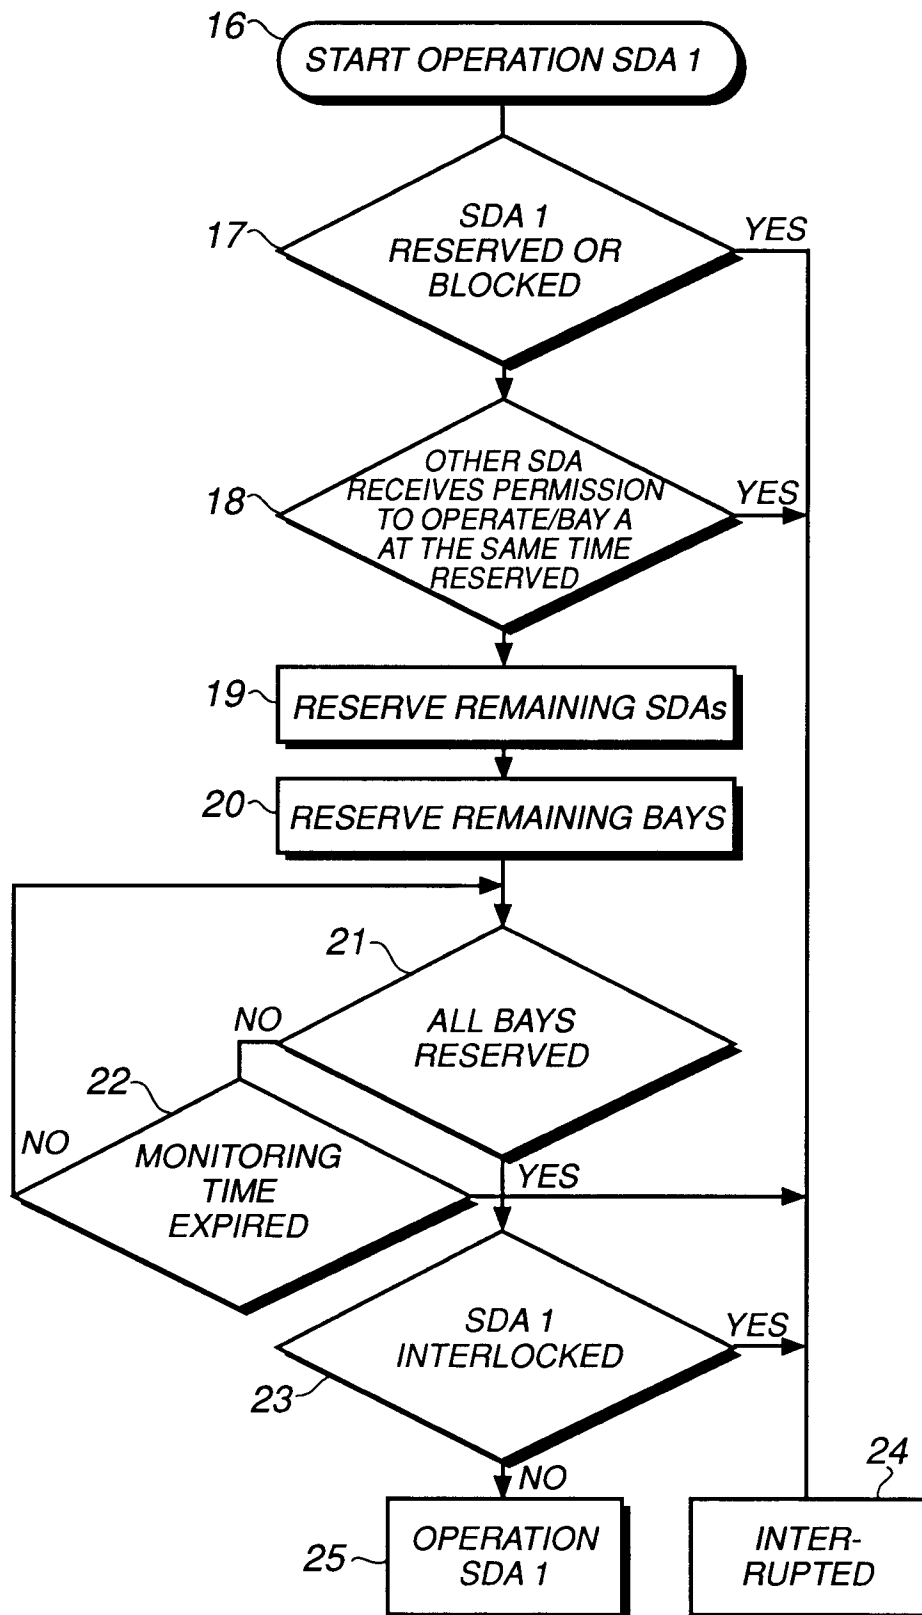 16
START OPERATION SDA 1
17
SDA 1
RESERVED OR
BLOCKED
YES
18
OTHER SDA
RECEIVES PERMISSION
TO OPERATE/BAY A
AT THE SAME TIME
RESERVED
YES
19
RESERVE REMAINING SDAs
20
RESERVE REMAINING BAYS
21
ALL BAYS
RESERVED
NO
22
MONITORING
TIME
EXPIRED
NO
YES
SDA 1
INTERLOCKED
YES
23
NO
24
25
OPERATION
SDA 1
INTER-
RUPTED